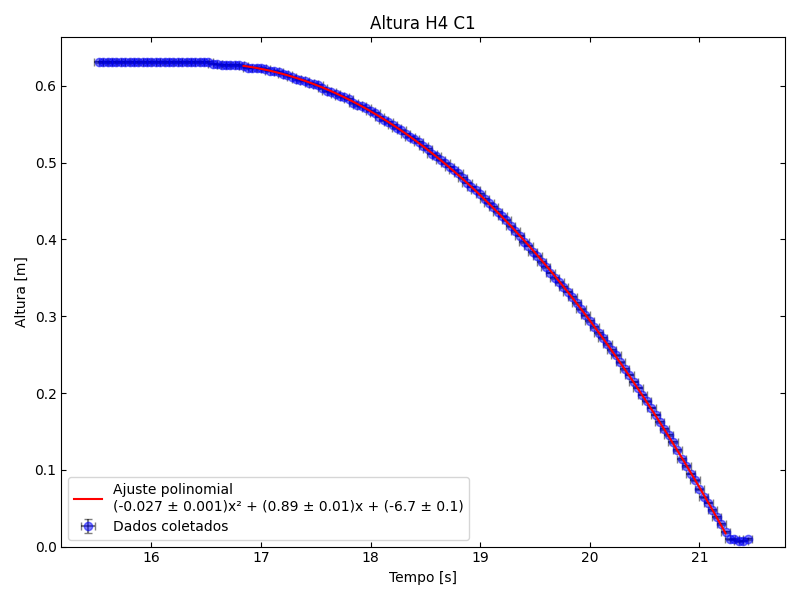 Altura H4 C1
Altura [m]
0.6
0.5
0.4
0.3
0.2
0.1
0.0
Ajuste polinomial
(-0.027 ± 0.001)x² + (0.89 ± 0.01)x + (-6.7 ± 0.1)
Dados coletados
16 17 18 19 20 21
Tempo [s]